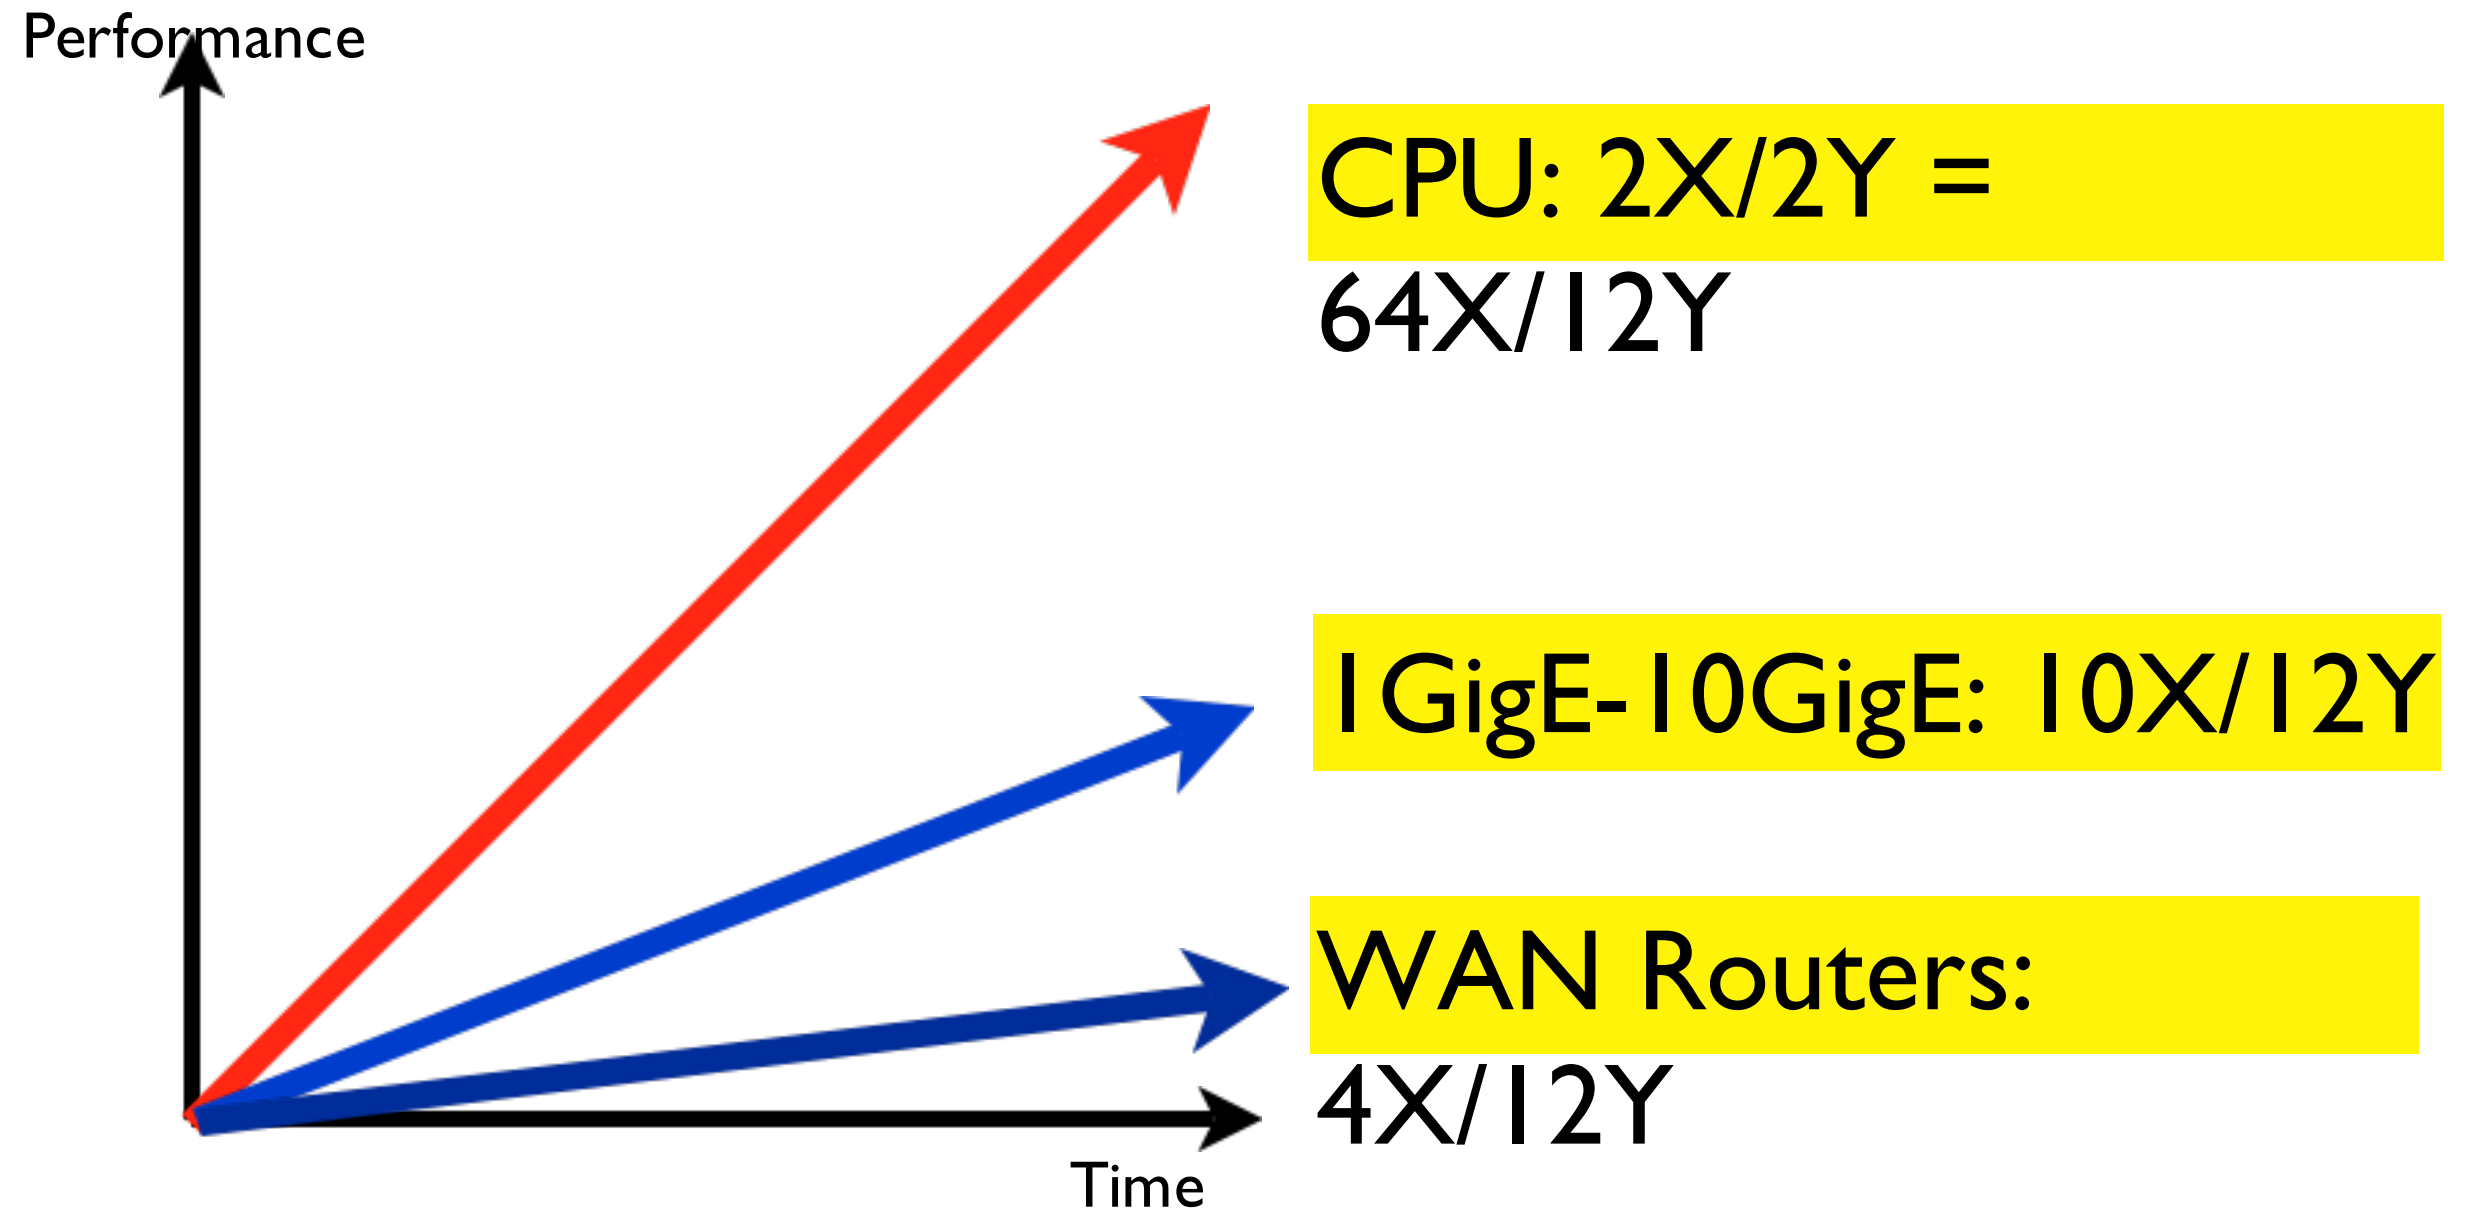 Performance
CPU: 2X/2Y =
64X/12Y
1GigE-10GigE: 10X/12Y
WAN Routers:
4X/12Y
Time